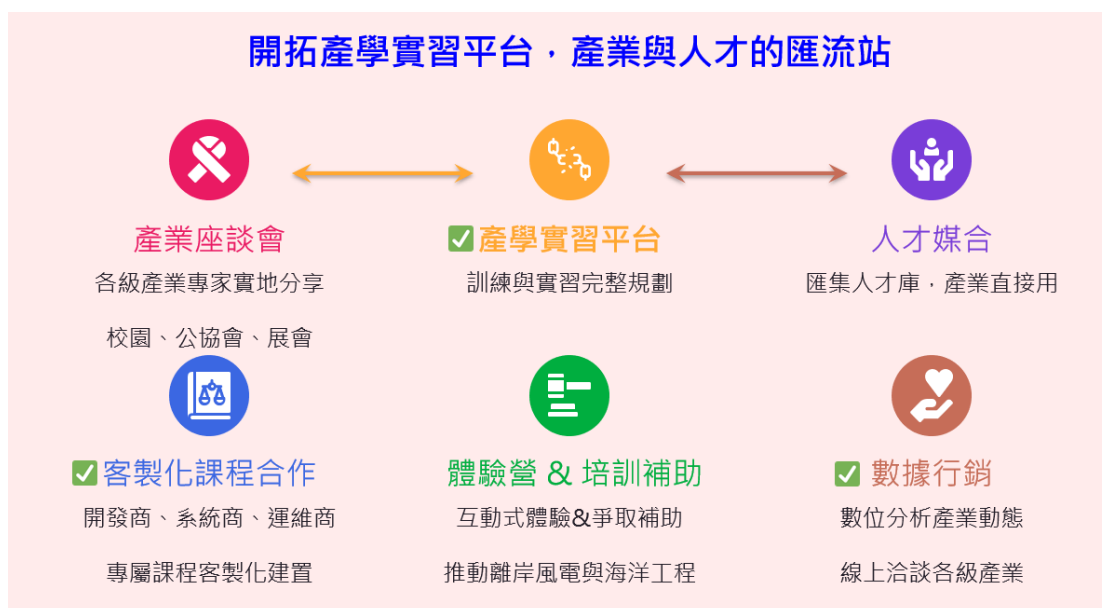 開拓產學實習平台，產業與人才的匯流站
產業座談會
各級產業專家實地分享
校園、公協會、展會
✅產學實習平台
訓練與實習完整規劃
人才媒合
匯集人才庫，產業直接用
✅客製化課程合作
開發商、系統商、運維商
專屬課程客製化建置
體驗營 & 培訓補助
互動式體驗&爭取補助
推動離岸風電與海洋工程
✅ 數據行銷
數位分析產業動態
線上洽談各級產業